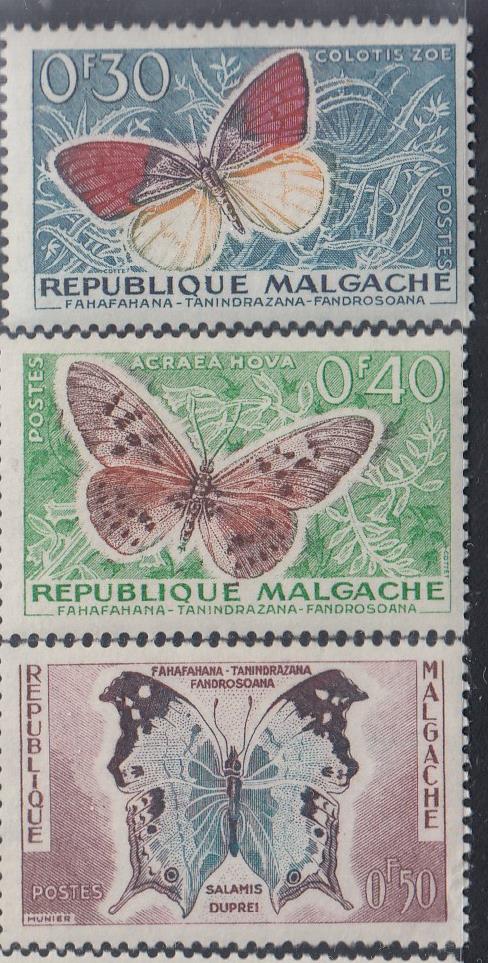 0F30
COLOTIS ZOE
POSTES
COTTET
REPUBLIQUE MALGACHE
FAHAFAHANA-TANINDRAZANA-FANDROSOANA
POSTES
ACRAEA HOVA
0F40
COTTET
REPUBLIQUE MALGACHE
FAHAFAHANA-TANINDRAZANA-FANDROSOANA
FAHAFAHANA-TANINDRAZANA
FANDROSOANA
REPUBLIQUE
MALGACHE
SALAMIS
DUPREI
POSTES
0F50
MUNIER